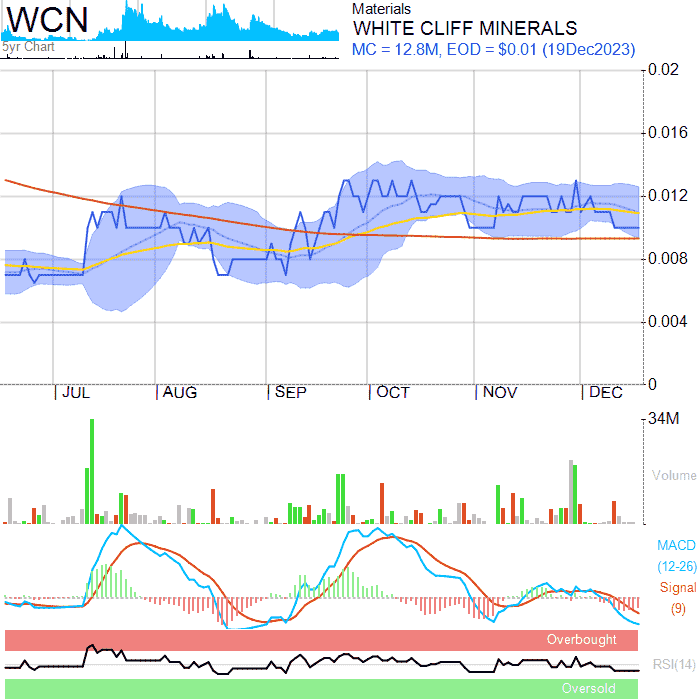 WCN
5yr Chart
Materials
WHITE CLIFF MINERALS
MC = 12.8M, EOD = $0.01 (19Dec2023)
0.02
0.016
0.012
0.008
0.004
0
JUL AUG SEP OCT NOV DEC
34M
Volume
MACD
(12-26)
Signal
(9)
Overbought
RSI(14)
Oversold